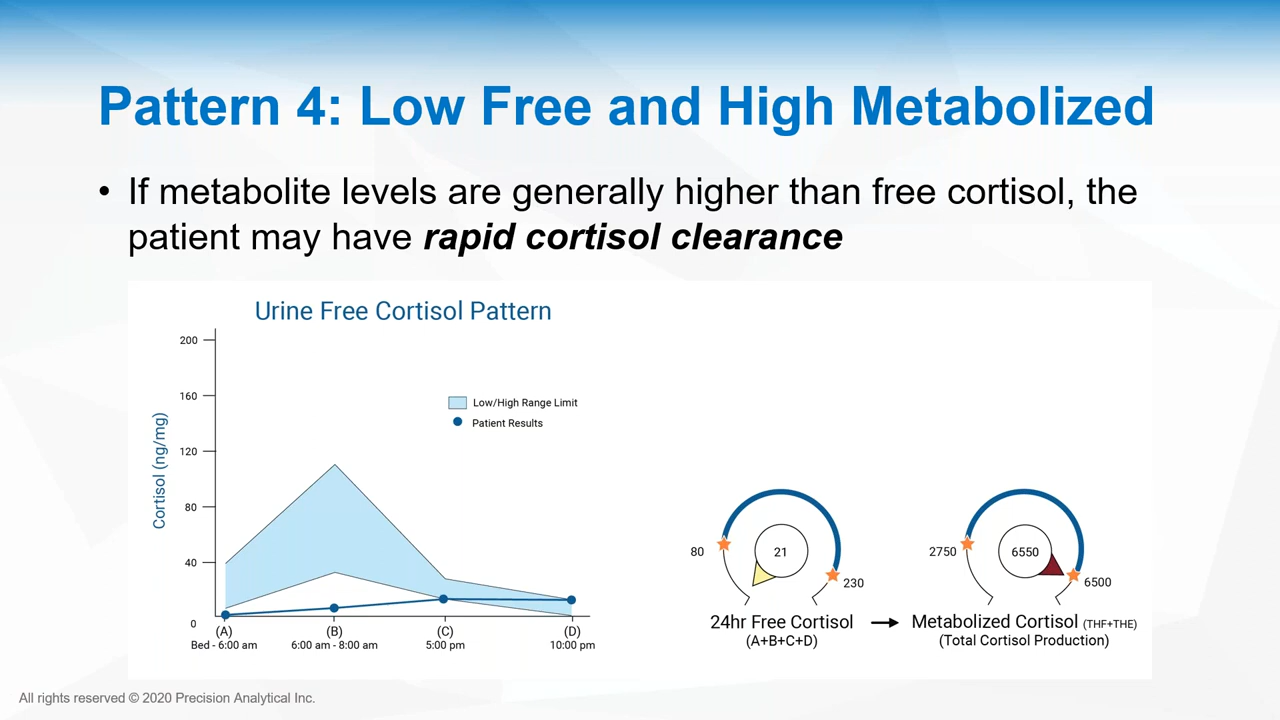 Pattern 4: Low Free and High Metabolized
• If metabolite levels are generally higher than free cortisol, the
patient may have rapid cortisol clearance
Urine Free Cortisol Pattern
Cortisol (ng/mg)
200
160
120
80
40
0
Low/High Range Limit
Patient Results
(A)
Bed - 6:00 am
(B)
6:00 am - 8:00 am
(C)
5:00 pm
(D)
10:00 pm
80
21
230
24hr Free Cortisol
(A+B+C+D)
2750
6550
6500
Metabolized Cortisol (THF+THE)
(Total Cortisol Production)
All rights reserved © 2020 Precision Analytical Inc.